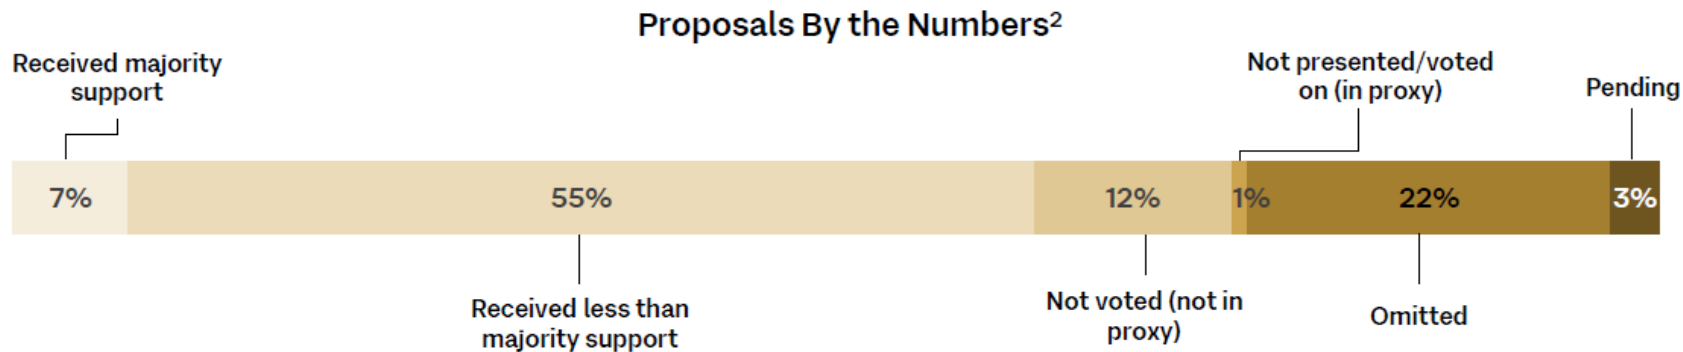 Proposals By the Numbers²
Received majority
support
Not presented/voted
on (in proxy)
Pending
7%
55%
12%
1%
22%
3%
Received less than
majority support
Not voted (not in
proxy)
Omitted